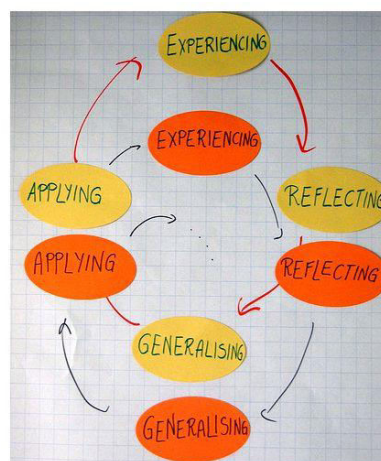 EXPERIENCING
EXPERIENCING
APPLYING
REFLECTING
APPLYING
REFLECTING
GENERALISING
GENERALISING